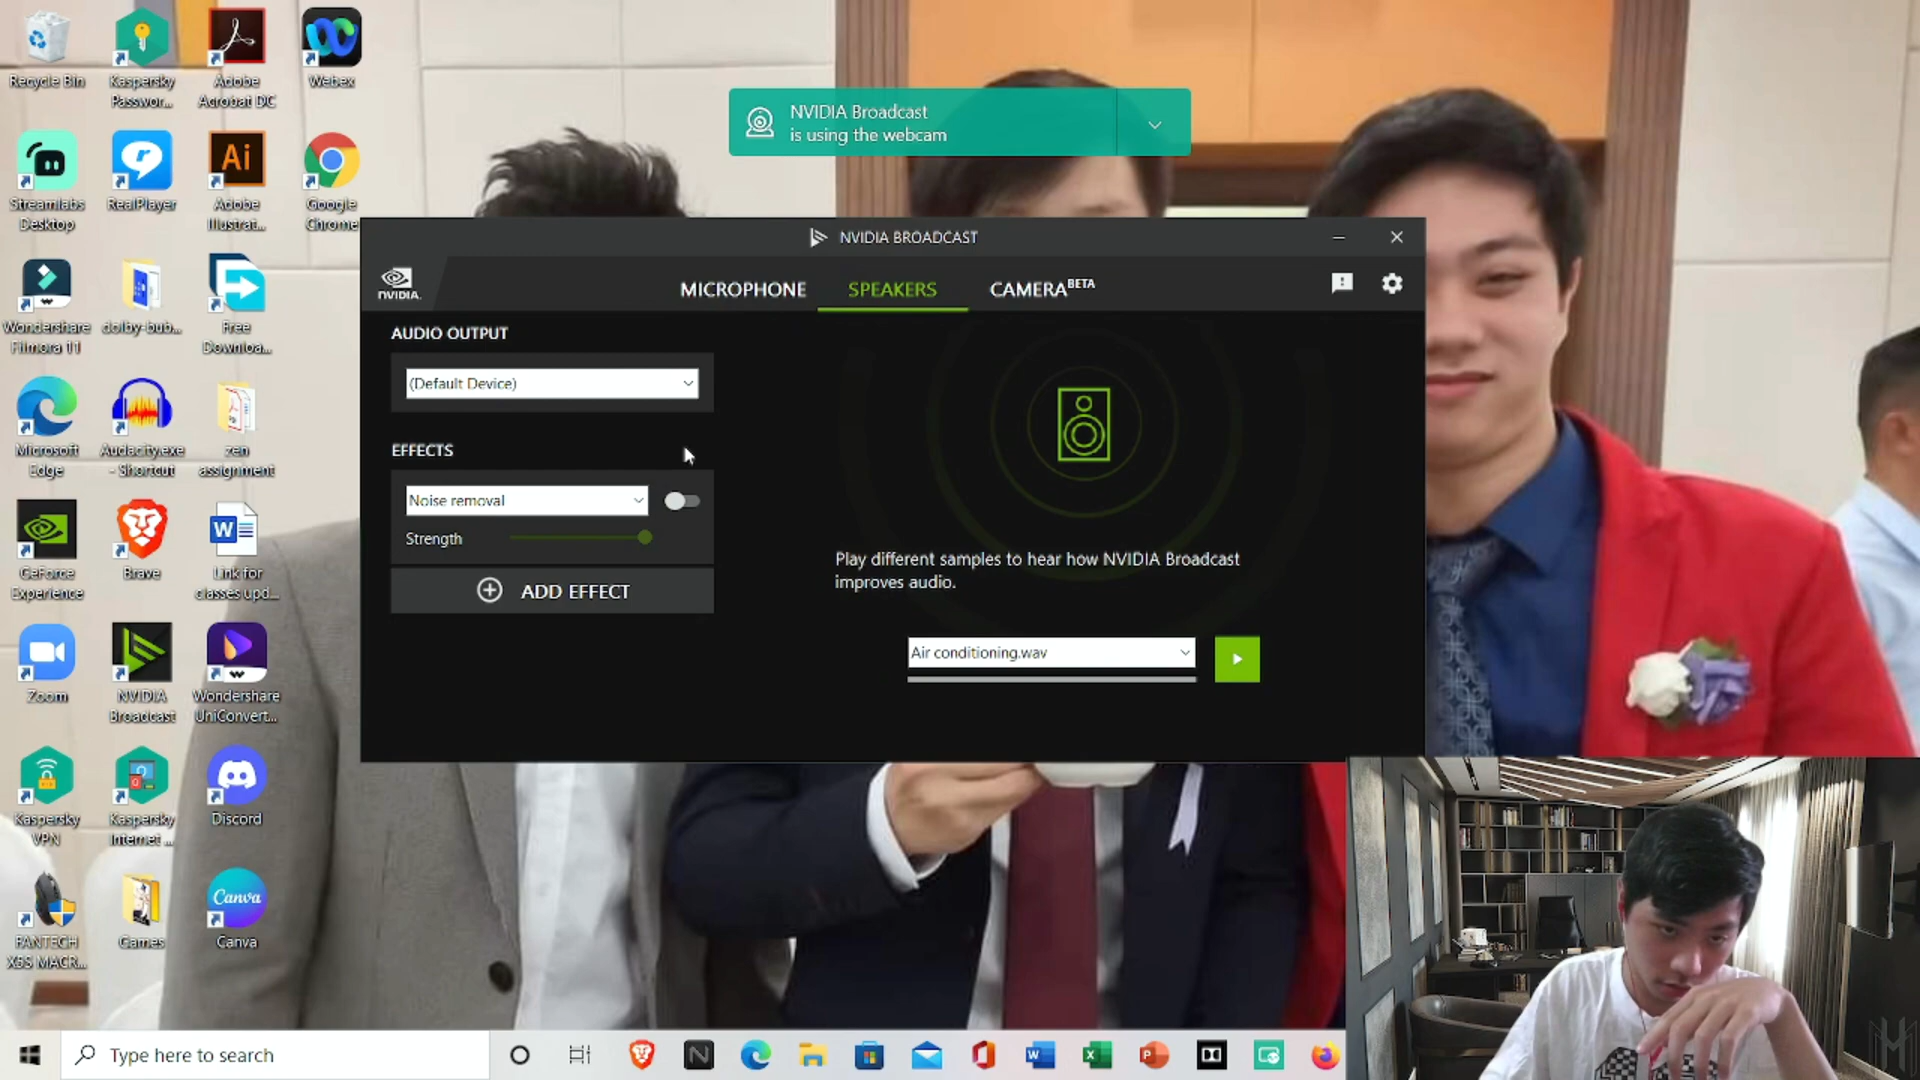 Recycle Bin
Kaspersky
Passwor...
Adobe
Acrobat DC
Webex
Streamlabs
Desktop
RealPlayer
Ai
Adobe
Illustrat...
Google
Chrome
Wondershare
Filmora 11
dolby-bub...
Free
Downloa...
Microsoft
Edge
Audacity.exe
- Shortcut
zen
assignment
GeForce
Experience
Brave
W
Link for
classes upd...
Zoom
NVIDIA
Broadcast
Wondershare
UniConvert...
Kaspersky
VPN
Kaspersky
Internet ...
Discord
FANTECH
X5S MACR...
Games
Canva
Canva
NVIDIA Broadcast
is using the webcam
NVIDIA BROADCAST
NVIDIA.
MICROPHONE
SPEAKERS
CAMERA BETA
AUDIO OUTPUT
(Default Device)
EFFECTS
Noise removal
Strength
ADD EFFECT
Play different samples to hear how NVIDIA Broadcast
improves audio.
Air conditioning.wav
Type here to search